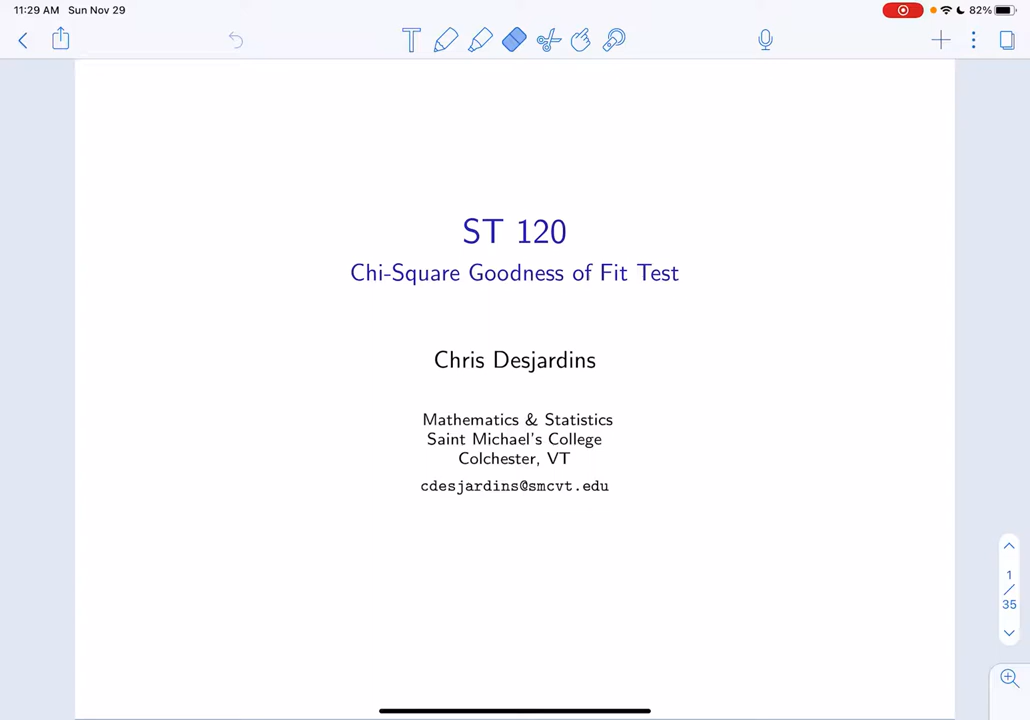 11:29 AM Sun Nov 29
82%
T
ST 120
Chi-Square Goodness of Fit Test
Chris Desjardins
Mathematics & Statistics
Saint Michael's College
Colchester, VT
cdesjardins@smcvt.edu
1
/
35